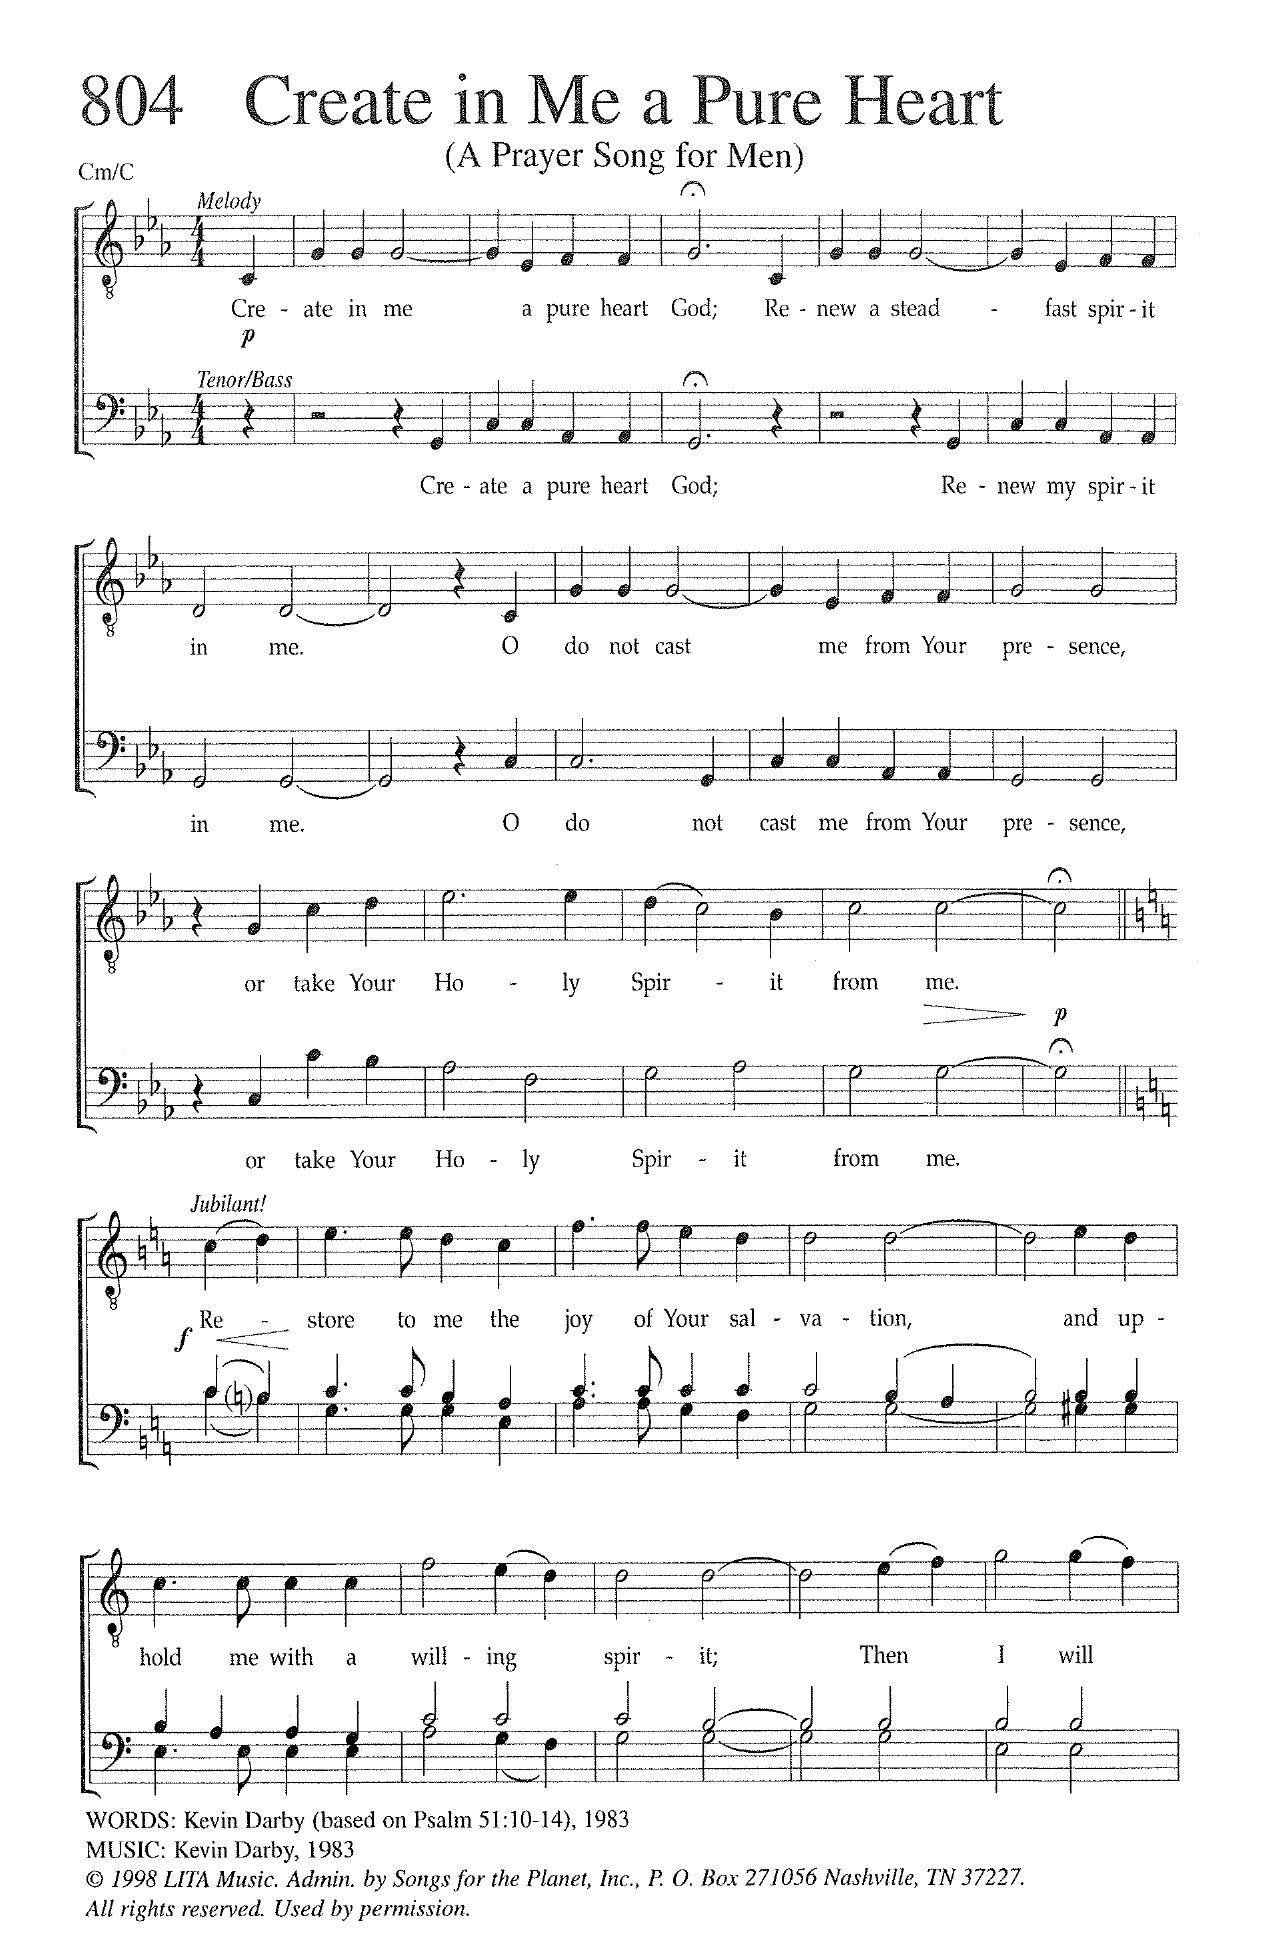 804 Create in Me a Pure Heart
(A Prayer Song for Men)
Cm/C
Melody
Cre - ate in me a pure heart God; Re - new a stead - fast spir - it
p
Tenor/Bass
Cre - ate a pure heart God; Re - new my spir - it
in me. O do not cast me from Your pre - sence,
in me. O do not cast me from Your pre - sence,
or take Your Ho - ly Spir - it from me.
p
or take Your Ho - ly Spir - it from me.
Jubilant!
Re - store to me the joy of Your sal - va - tion, and up -
f
hold me with a will - ing spir - it; Then I will
WORDS: Kevin Darby (based on Psalm 51:10-14), 1983
MUSIC: Kevin Darby, 1983
© 1998 LITA Music. Admin. by Songs for the Planet, Inc., P. O. Box 271056 Nashville, TN 37227.
All rights reserved. Used by permission.